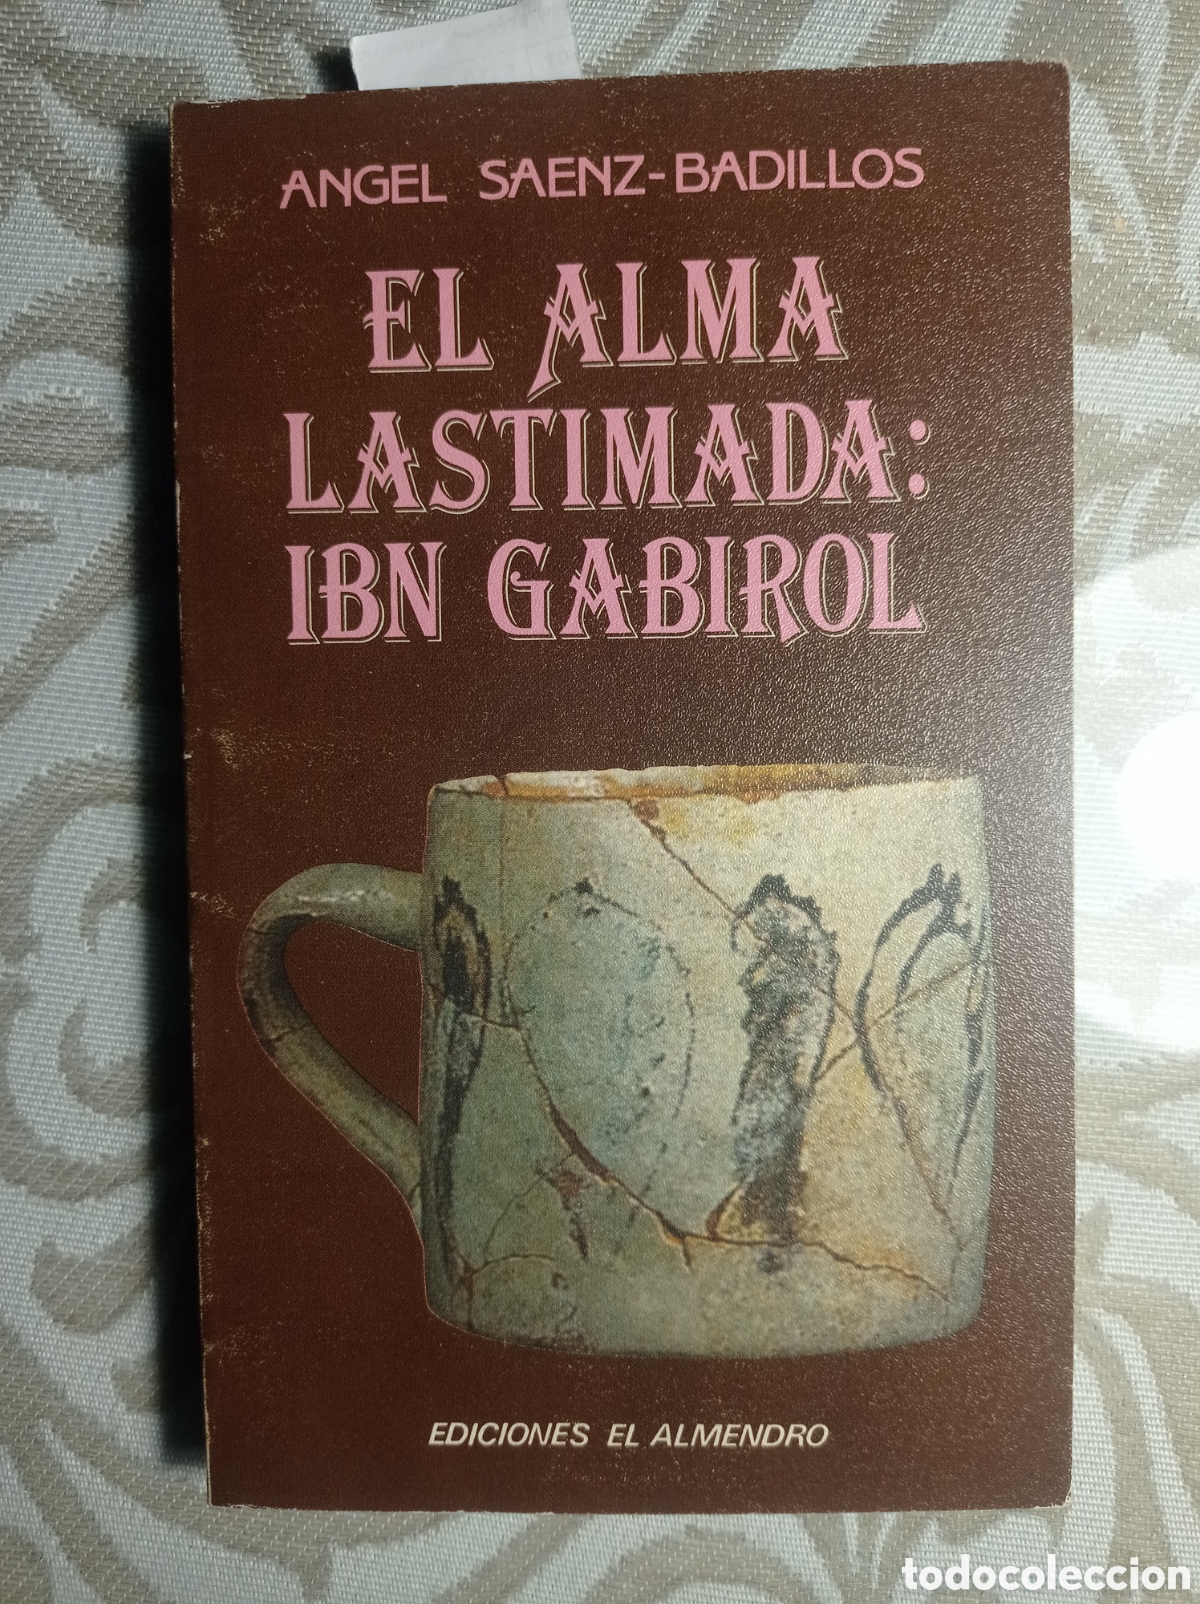 ANGEL SAENZ-BADILLOS
EL ALMA
LASTIMADA:
IBN GABIROL
EDICIONES EL ALMENDRO
todocoleccion